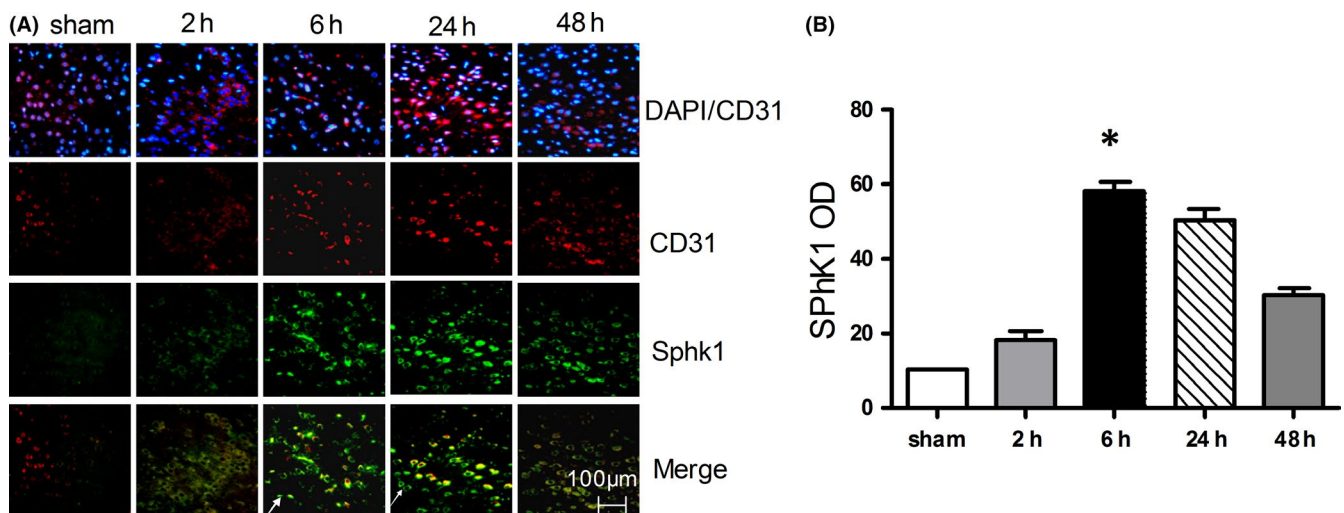 (A) sham 2 h 6 h 24 h 48 h
DAPI/CD31
CD31
Sphk1
Merge
100μm
(B)
SPhK1 OD
80
60
40
20
0
*
sham 2 h 6 h 24 h 48 h